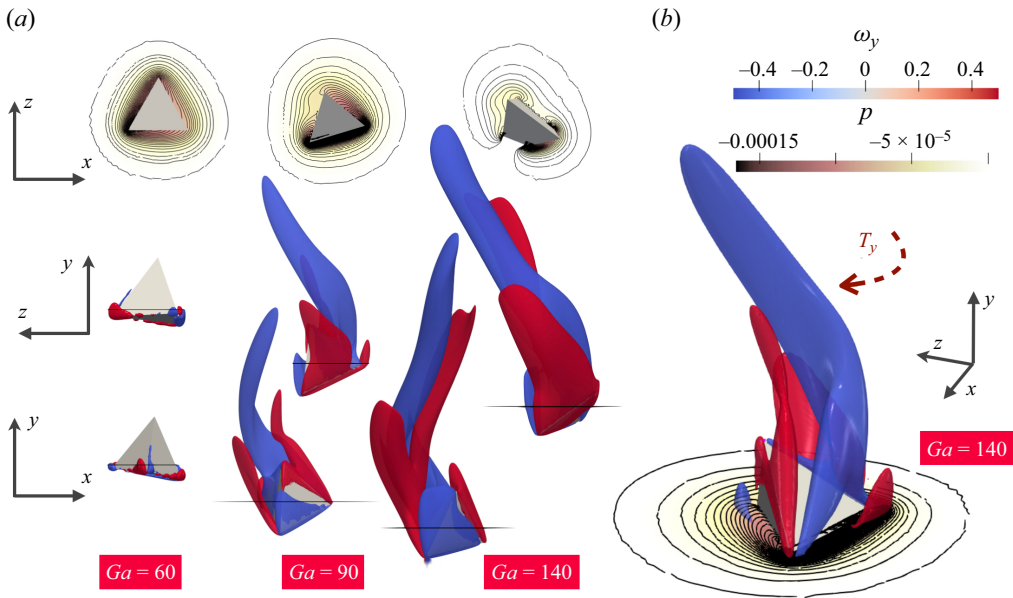 (a)
(b)
ω_y
−0.4 −0.2 0 0.2 0.4
p
−0.00015 −5 × 10⁻⁵
z
x
y
z
y
x
T_y
y
z
x
Ga = 60
Ga = 90
Ga = 140
Ga = 140